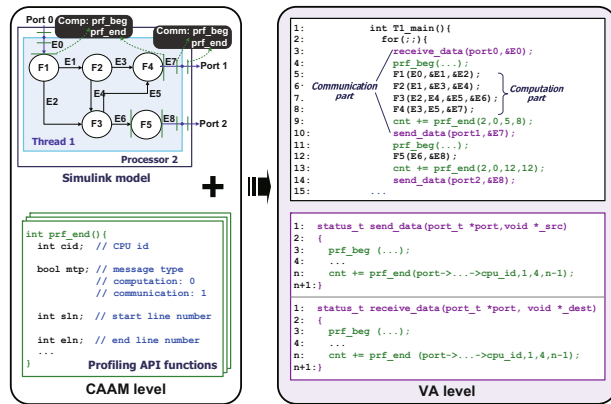 Port 0
Comp: prf_beg
prf_end
Comm: prf_beg
prf_end
E0
F1
E1
F2
E3
F4
E7
Port 1
E2
E4
E5
F3
E6
F5
E8
Port 2
Thread 1
Processor 2
Simulink model
int prf_end(){
int cid; // CPU id
bool mtp; // message type
// computation: 0
// communication: 1
int sln; // start line number
int eln; // end line number
...
}
Profiling API functions
CAAM level
1: int T1_main(){
2: for(;;){
3: receive_data(port0,&E0);
4: prf_beg(...);
5: F1(E0,&E1,&E2);
6: F2(E1,&E3,&E4);
7: F3(E2,E4,&E5,&E6);
8: F4(E3,E5,&E7);
9: cnt += prf_end(2,0,5,8);
10: send_data(port1,&E7);
11: prf_beg(...);
12: F5(E6,&E8);
13: cnt += prf_end(2,0,12,12);
14: send_data(port2,&E8);
15: ...
Communication
part
Computation
part
1: status_t send_data(port_t *port,void *_src)
2: {
3: prf_beg (...);
4: ...
n: cnt += prf_end(port->...->cpu_id,1,4,n-1);
n+1:}
1: status_t receive_data(port_t *port, void *_dest)
2: {
3: prf_beg (...);
4: ...
n: cnt += prf_end (port->...->cpu_id,1,4,n-1);
n+1:}
VA level